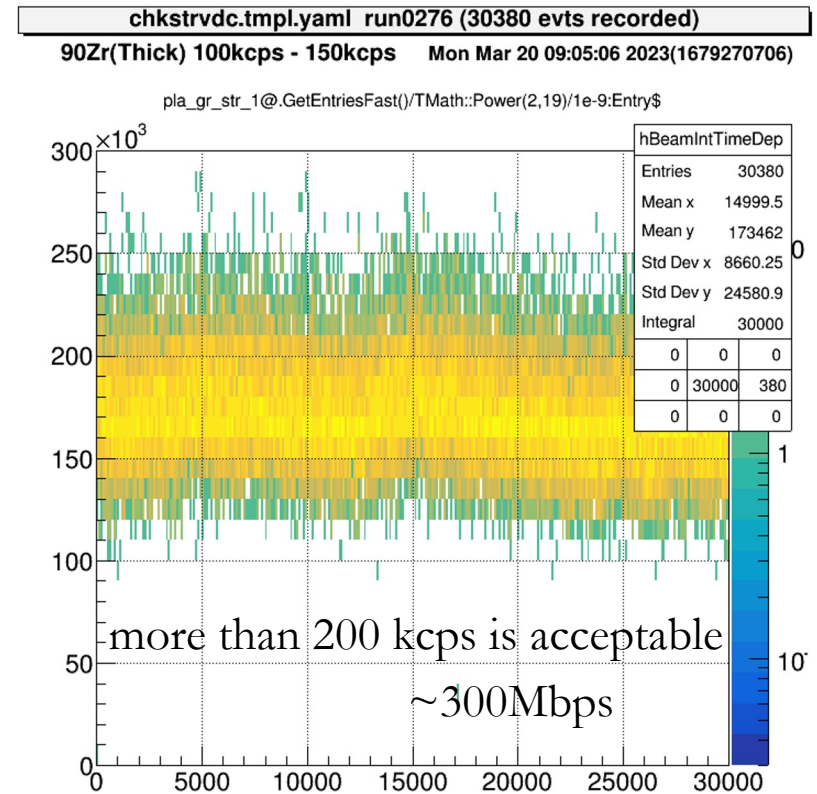 chkstrvdc.tmpl.yaml run0276 (30380 evts recorded)
90Zr(Thick) 100kcps - 150kcps Mon Mar 20 09:05:06 2023(1679270706)
pla_gr_str_1@.GetEntriesFast()/TMath::Power(2,19)/1e-9:Entry$
×10³
hBeamIntTimeDep
Entries 30380
Mean x 14999.5
Mean y 173462
Std Dev x 8660.25
Std Dev y 24580.9
Integral 30000
0 0 0
0 30000 380
0 0 0
300
250
200
150
100
50
0
0
1
10⁻
more than 200 kcps is acceptable
~300Mbps
0 5000 10000 15000 20000 25000 30000